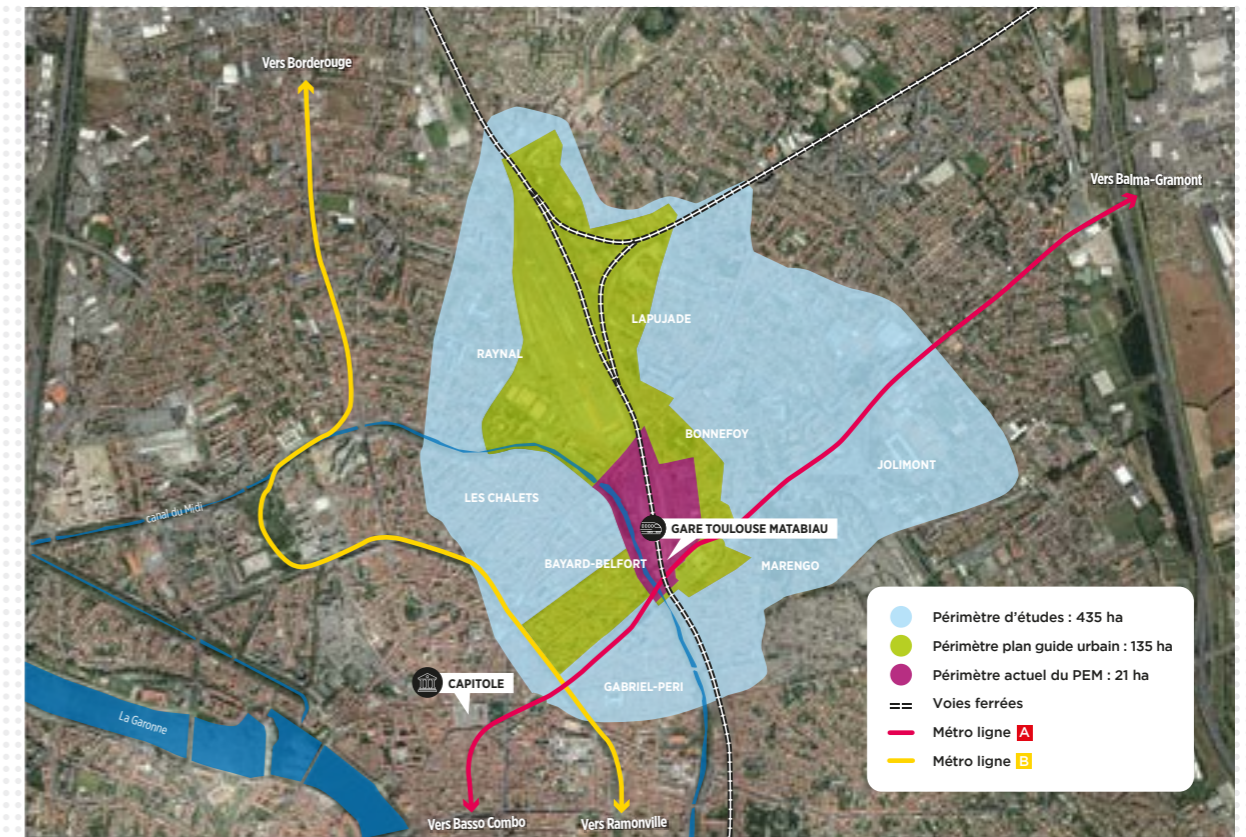 Vers Borderouge
Vers Balma-Gramont
LAPUJADE
RAYNAL
BONNEFOY
JOLIMONT
LES CHALETS
canal du Midi
GARE TOULOUSE MATABIAU
BAYARD-BELFORT
MARENGO
CAPITOLE
GABRIEL-PERI
La Garonne
Vers Basso Combo
Vers Ramonville
Périmètre d'études : 435 ha
Périmètre plan guide urbain : 135 ha
Périmètre actuel du PEM : 21 ha
Voies ferrées
Métro ligne A
Métro ligne B